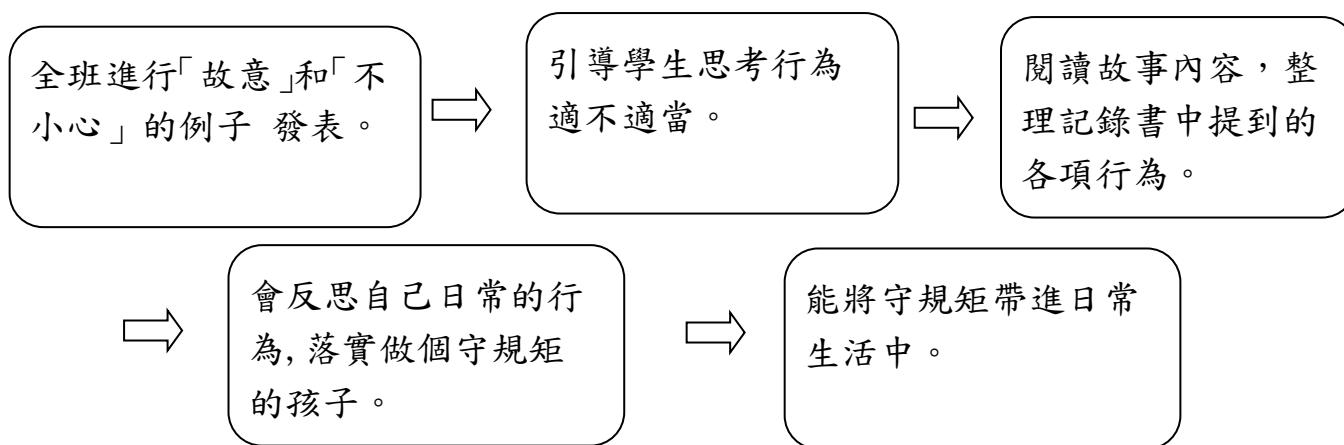 全班進行「故意」和「不
小心」的例子 發表。
引導學生思考行為
適不適當。
閱讀故事內容，整
理記錄書中提到的
各項行為。
會反思自己日常的行
為,落實做個守規矩
的孩子。
能將守規矩帶進日常
生活中。